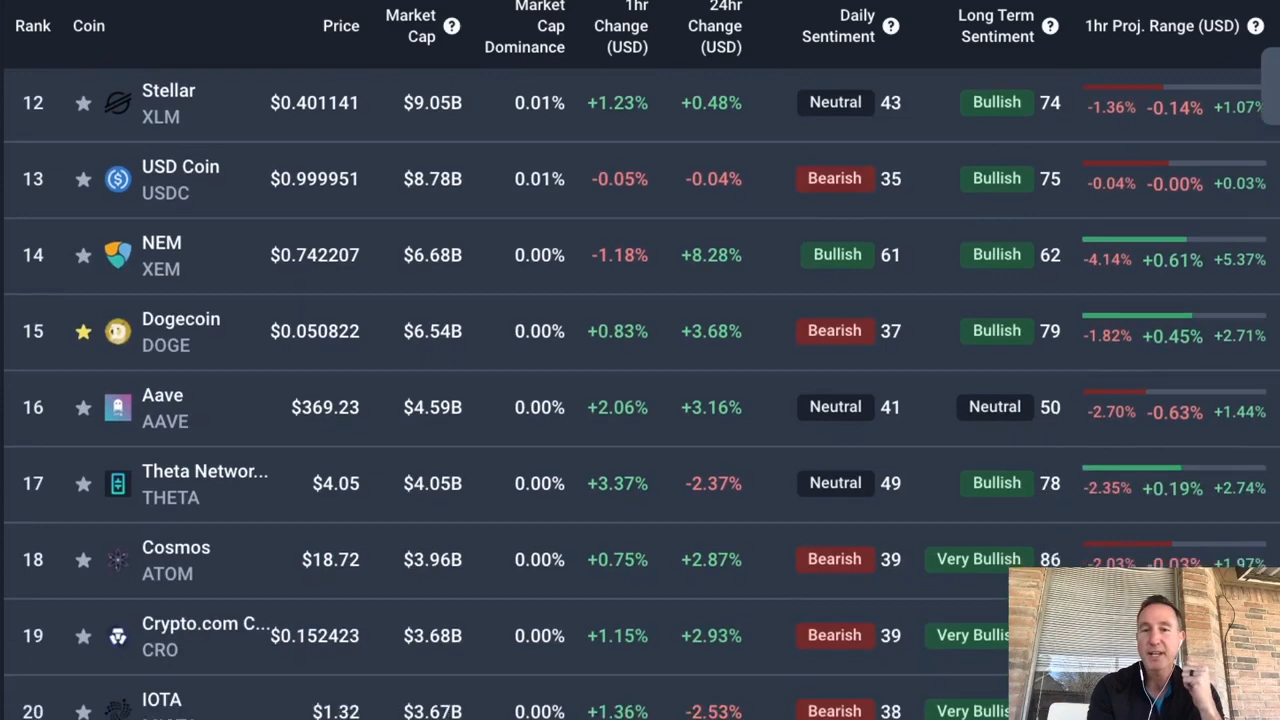 Rank Coin Price Market Cap ? Market Cap Dominance 1hr Change (USD) 24hr Change (USD) Daily Sentiment ? Long Term Sentiment ? 1hr Proj. Range (USD) ?
12 Stellar XLM $0.401141 $9.05B 0.01% +1.23% +0.48% Neutral 43 Bullish 74 -1.36% -0.14% +1.07%
13 USD Coin USDC $0.999951 $8.78B 0.01% -0.05% -0.04% Bearish 35 Bullish 75 -0.04% -0.00% +0.03%
14 NEM XEM $0.742207 $6.68B 0.00% -1.18% +8.28% Bullish 61 Bullish 62 -4.14% +0.61% +5.37%
15 Dogecoin DOGE $0.050822 $6.54B 0.00% +0.83% +3.68% Bearish 37 Bullish 79 -1.82% +0.45% +2.71%
16 Aave AAVE $369.23 $4.59B 0.00% +2.06% +3.16% Neutral 41 Neutral 50 -2.70% -0.63% +1.44%
17 Theta Networ... THETA $4.05 $4.05B 0.00% +3.37% -2.37% Neutral 49 Bullish 78 -2.35% +0.19% +2.74%
18 Cosmos ATOM $18.72 $3.96B 0.00% +0.75% +2.87% Bearish 39 Very Bullish 86 -2.03% -0.03% +1.97%
19 Crypto.com C... CRO $0.152423 $3.68B 0.00% +1.15% +2.93% Bearish 39 Very
20 IOTA $1.32 $3.67B 0.00% +1.36% -2.53% Bearish 38 Very